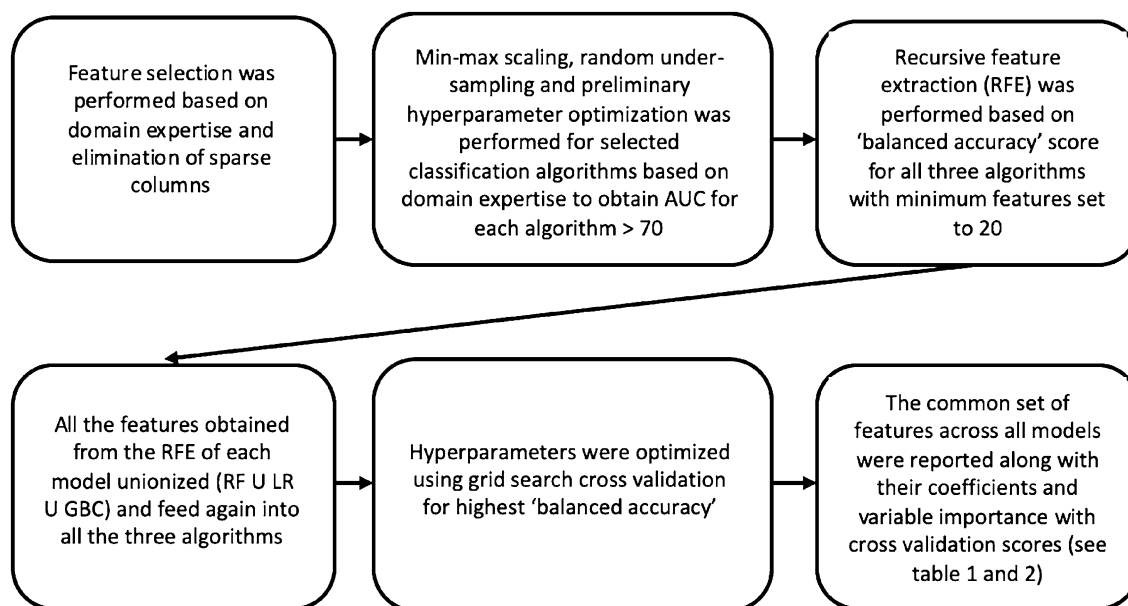 Feature selection was
performed based on
domain expertise and
elimination of sparse
columns
Min-max scaling, random under-
sampling and preliminary
hyperparameter optimization was
performed for selected
classification algorithms based on
domain expertise to obtain AUC for
each algorithm > 70
Recursive feature
extraction (RFE) was
performed based on
‘balanced accuracy’ score
for all three algorithms
with minimum features set
to 20
All the features obtained
from the RFE of each
model unionized (RF U LR
U GBC) and feed again into
all the three algorithms
Hyperparameters were optimized
using grid search cross validation
for highest ‘balanced accuracy’
The common set of
features across all models
were reported along with
their coefficients and
variable importance with
cross validation scores (see
table 1 and 2)